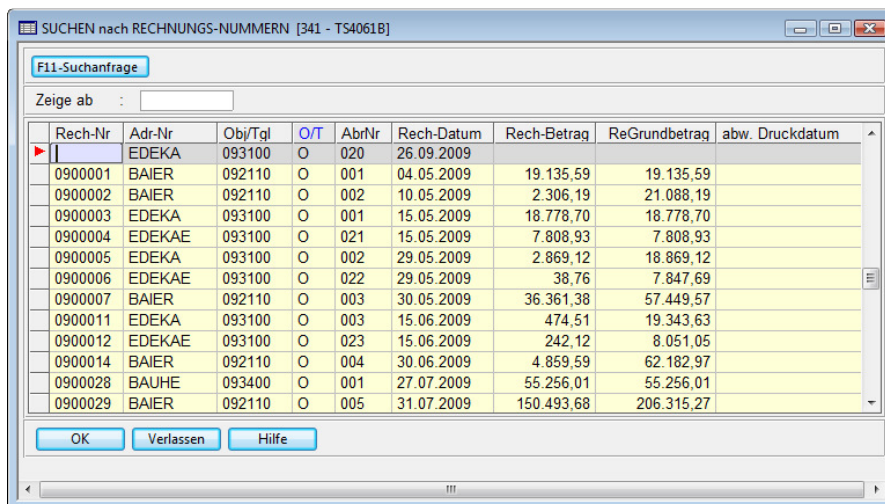 SUCHEN nach RECHNUNGS-NUMMERN [341 - TS4061B]
F11-Suchanfrage
Zeige ab :
Rech-Nr Adr-Nr Obj/Tgl O/T AbrNr Rech-Datum Rech-Betrag ReGrundbetrag abw. Druckdatum
EDEKA 093100 O 020 26.09.2009
0900001 BAIER 092110 O 001 04.05.2009 19.135,59 19.135,59
0900002 BAIER 092110 O 002 10.05.2009 2.306,19 21.088,19
0900003 EDEKA 093100 O 001 15.05.2009 18.778,70 18.778,70
0900004 EDEKAE 093100 O 021 15.05.2009 7.808,93 7.808,93
0900005 EDEKA 093100 O 002 29.05.2009 2.869,12 18.869,12
0900006 EDEKAE 093100 O 022 29.05.2009 38,76 7.847,69
0900007 BAIER 092110 O 003 30.05.2009 36.361,38 57.449,57
0900011 EDEKA 093100 O 003 15.06.2009 474,51 19.343,63
0900012 EDEKAE 093100 O 023 15.06.2009 242,12 8.051,05
0900014 BAIER 092110 O 004 30.06.2009 4.859,59 62.182,97
0900028 BAUHE 093400 O 001 27.07.2009 55.256,01 55.256,01
0900029 BAIER 092110 O 005 31.07.2009 150.493,68 206.315,27
OK Verlassen Hilfe